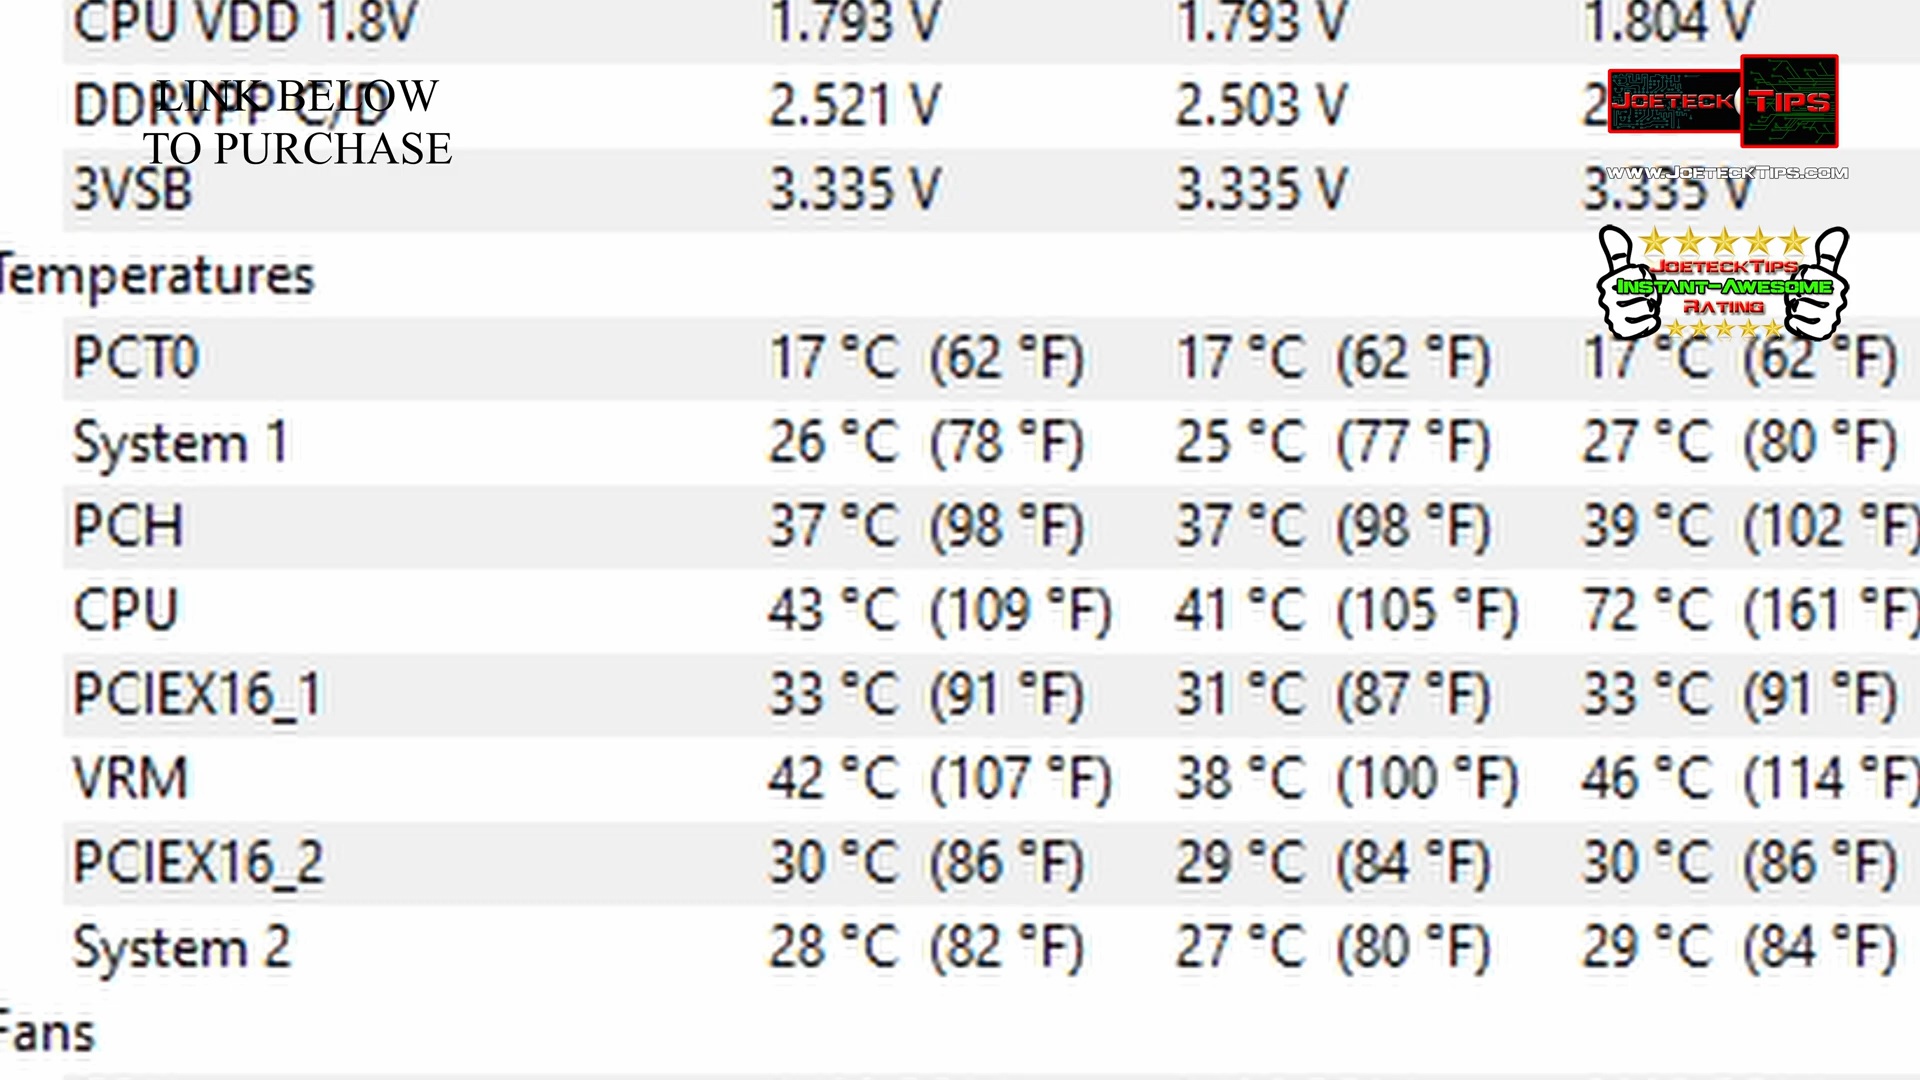 CPU VDD 1.8V 1.793 V 1.793 V 1.804 V
DDRVPP C/D 2.521 V 2.503 V 2
LINK BELOW
TO PURCHASE
JOETECK TIPS
WWW.JOETECKTIPS.COM
3VSB 3.335 V 3.335 V 3.335 V
JOETECKTIPS
INSTANT-AWESOME
RATING
Temperatures
PCT0 17 °C (62 °F) 17 °C (62 °F) 17 °C (62 °F)
System 1 26 °C (78 °F) 25 °C (77 °F) 27 °C (80 °F)
PCH 37 °C (98 °F) 37 °C (98 °F) 39 °C (102 °F)
CPU 43 °C (109 °F) 41 °C (105 °F) 72 °C (161 °F)
PCIEX16_1 33 °C (91 °F) 31 °C (87 °F) 33 °C (91 °F)
VRM 42 °C (107 °F) 38 °C (100 °F) 46 °C (114 °F)
PCIEX16_2 30 °C (86 °F) 29 °C (84 °F) 30 °C (86 °F)
System 2 28 °C (82 °F) 27 °C (80 °F) 29 °C (84 °F)
Fans